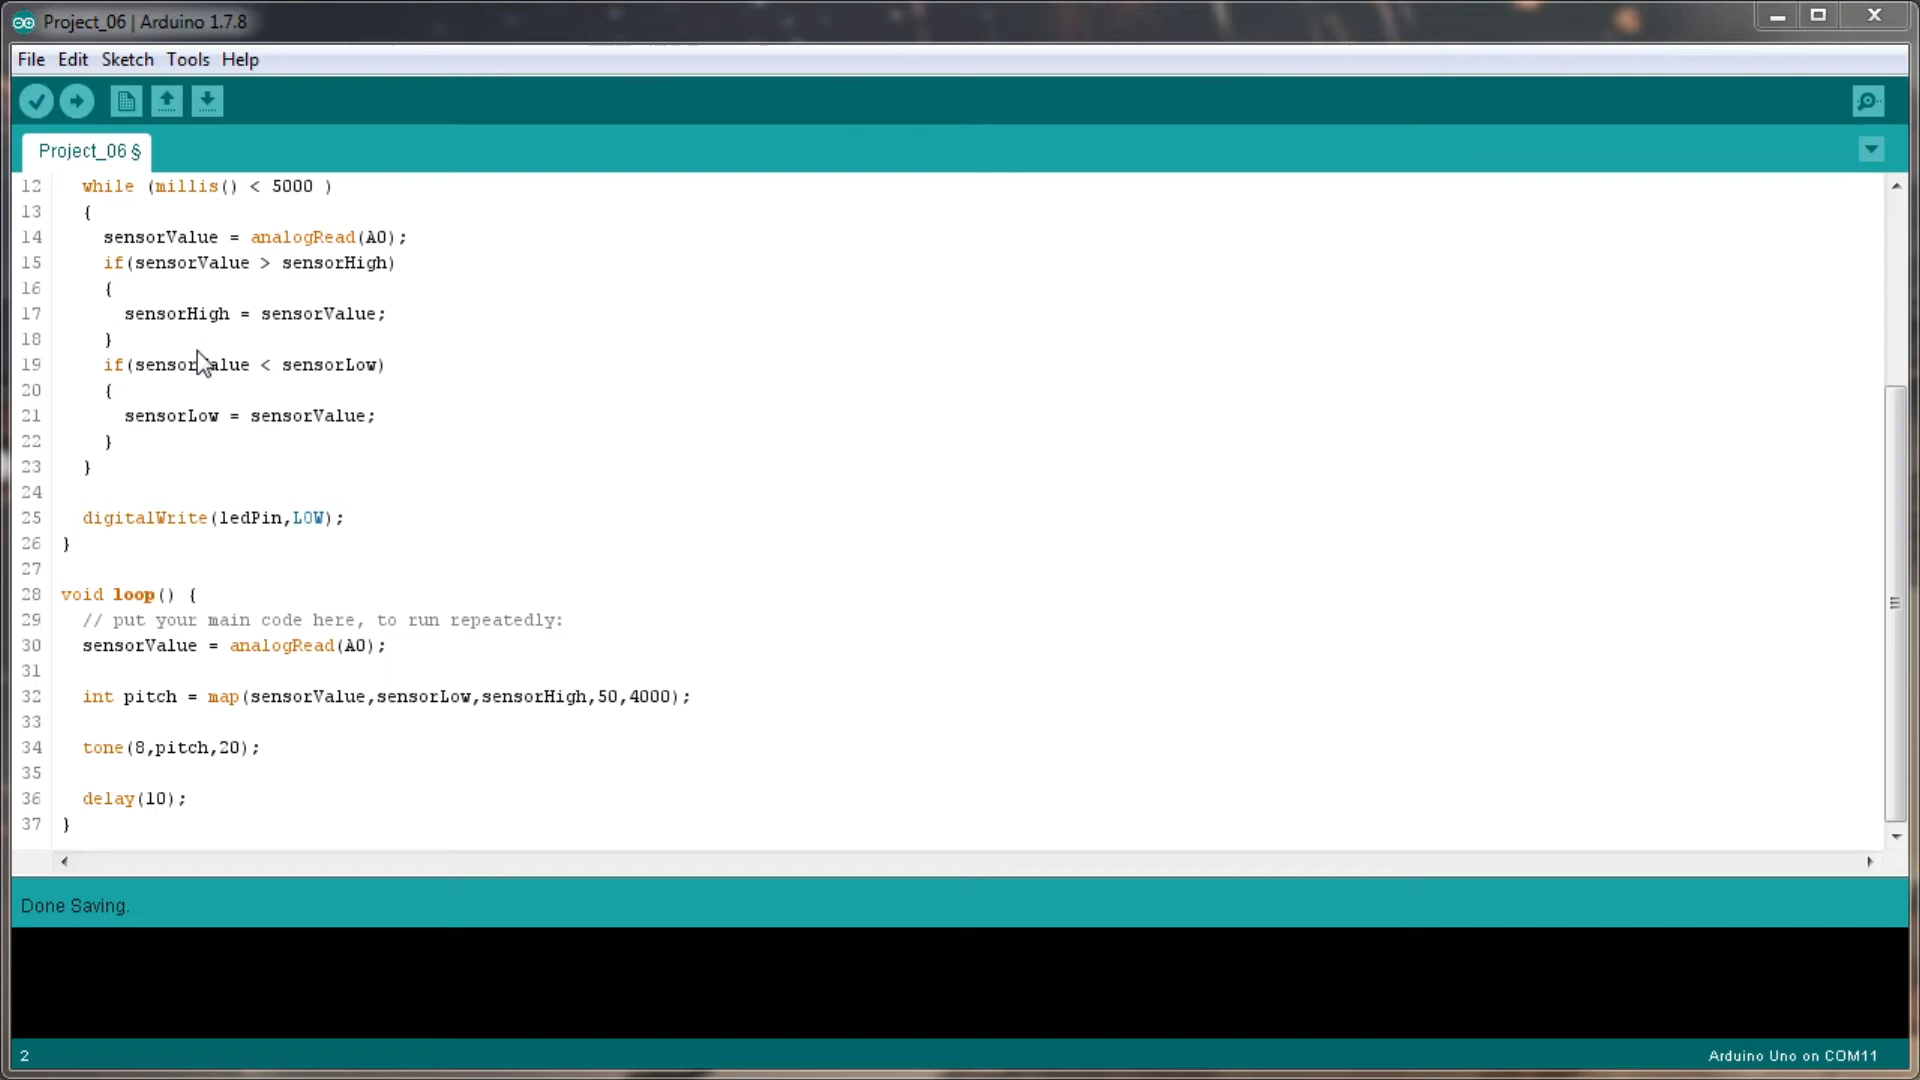 Project_06 | Arduino 1.7.8
File Edit Sketch Tools Help
Project_06 §
12 while (millis() < 5000 )
13 {
14 sensorValue = analogRead(A0);
15 if(sensorValue > sensorHigh)
16 {
17 sensorHigh = sensorValue;
18 }
19 if(sensorValue < sensorLow)
20 {
21 sensorLow = sensorValue;
22 }
23 }
24
25 digitalWrite(ledPin,LOW);
26 }
27
28 void loop() {
29 // put your main code here, to run repeatedly:
30 sensorValue = analogRead(A0);
31
32 int pitch = map(sensorValue,sensorLow,sensorHigh,50,4000);
33
34 tone(8,pitch,20);
35
36 delay(10);
37 }
Done Saving.
2 Arduino Uno on COM11